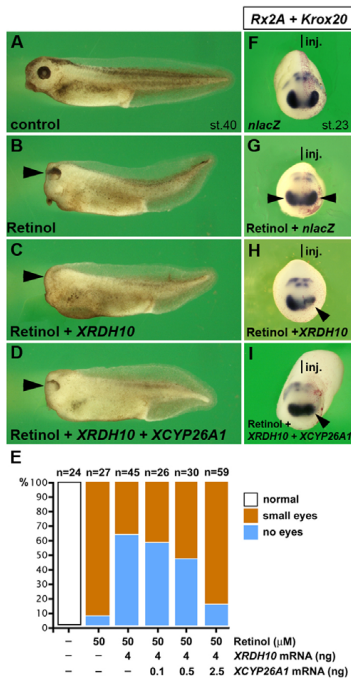 Rx2A + Krox20
A
control
st.40
B
Retinol
C
Retinol + XRDH10
D
Retinol + XRDH10 + XCYP26A1
F
inj.
nlacZ
st.23
G
inj.
Retinol + nlacZ
H
inj.
Retinol +XRDH10
I
inj.
Retinol +
XRDH10 + XCYP26A1
E
n=24 n=27 n=45 n=26 n=30 n=59
%
100
90
80
70
60
50
40
30
20
10
0
normal
small eyes
no eyes
– 50 50 50 50 50 Retinol (µM)
– – 4 4 4 4 XRDH10 mRNA (ng)
– – – 0.1 0.5 2.5 XCYP26A1 mRNA (ng)